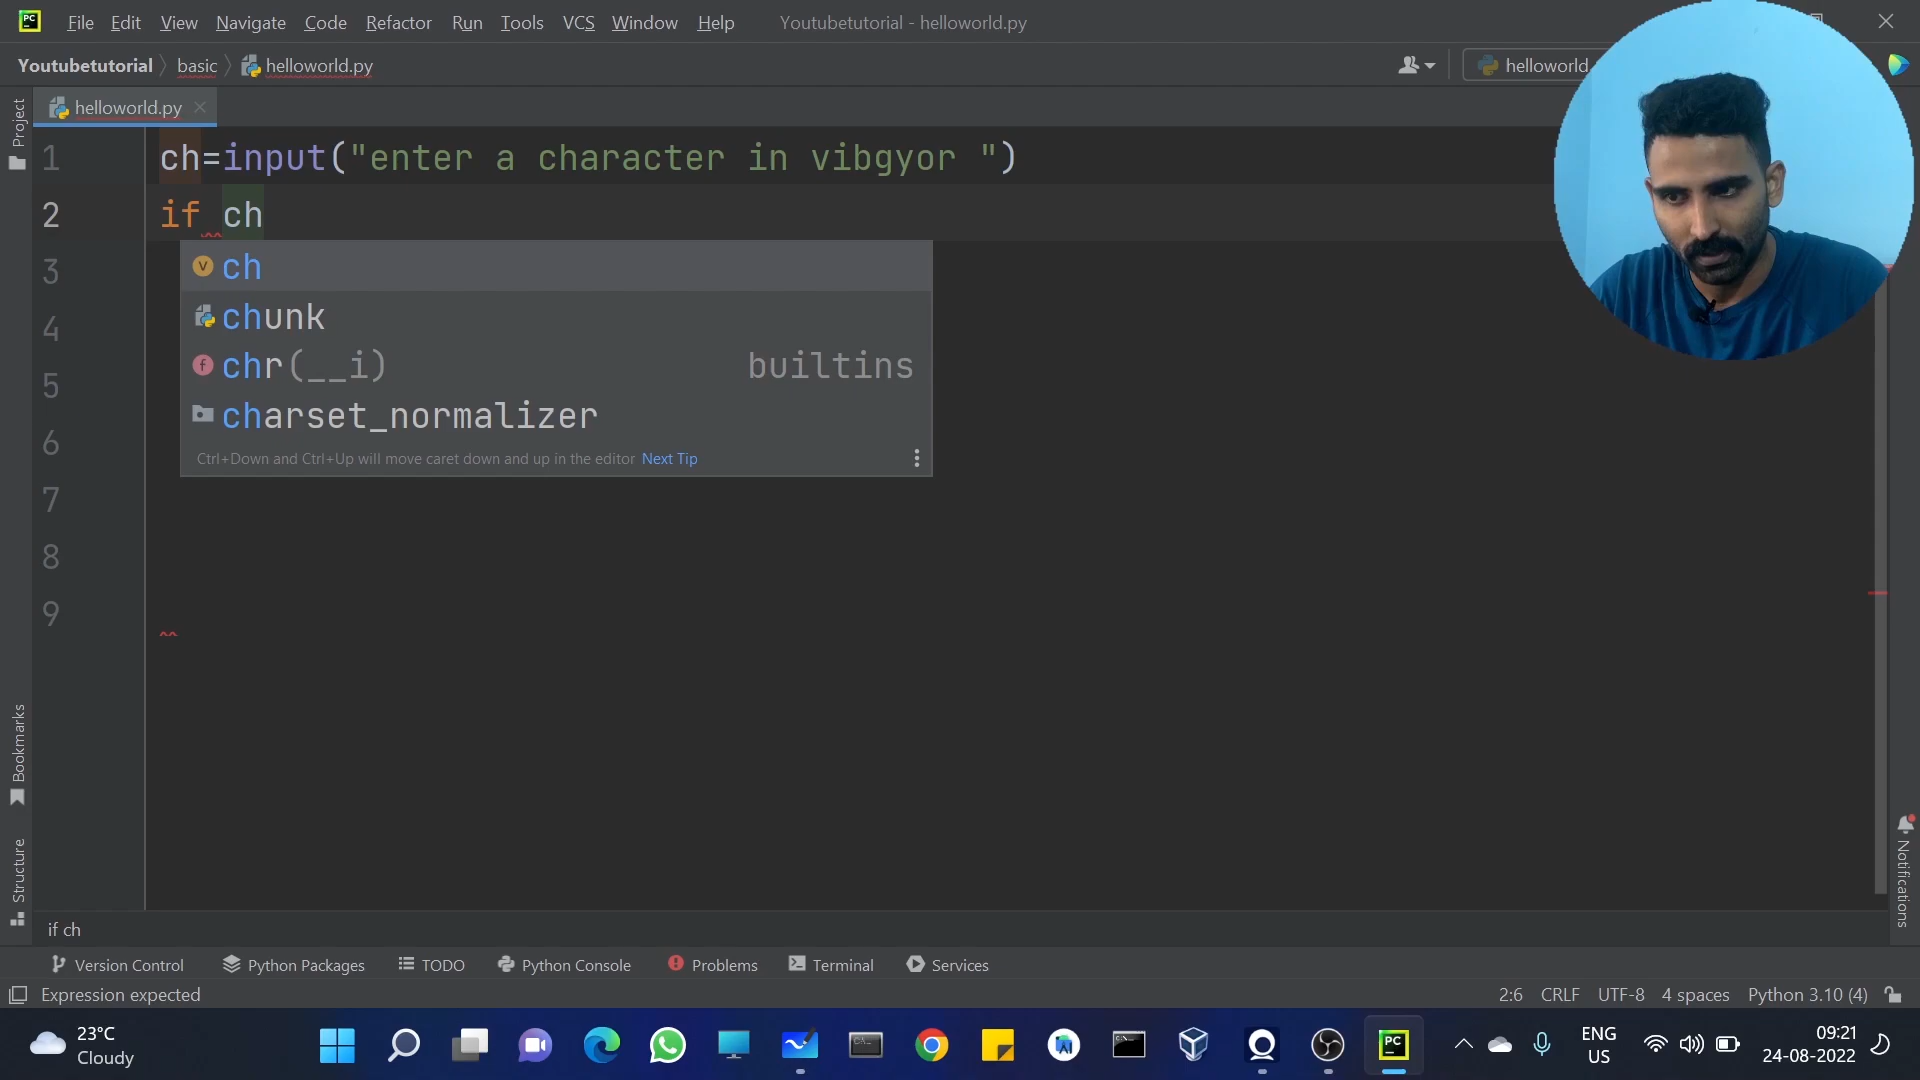 PC File Edit View Navigate Code Refactor Run Tools VCS Window Help Youtubetutorial - helloworld.py
Youtubetutorial basic helloworld.py helloworld
helloworld.py
Project
1 ch=input("enter a character in vibgyor ")
2 if ch
3
4
5
6
7
8
9
v ch
chunk
f chr(__i) builtins
charset_normalizer
Ctrl+Down and Ctrl+Up will move caret down and up in the editor Next Tip
Bookmarks
Structure
Notifications
if ch
Version Control Python Packages TODO Python Console Problems Terminal Services
Expression expected 2:6 CRLF UTF-8 4 spaces Python 3.10 (4)
23°C
Cloudy
PC
ENG
US
09:21
24-08-2022